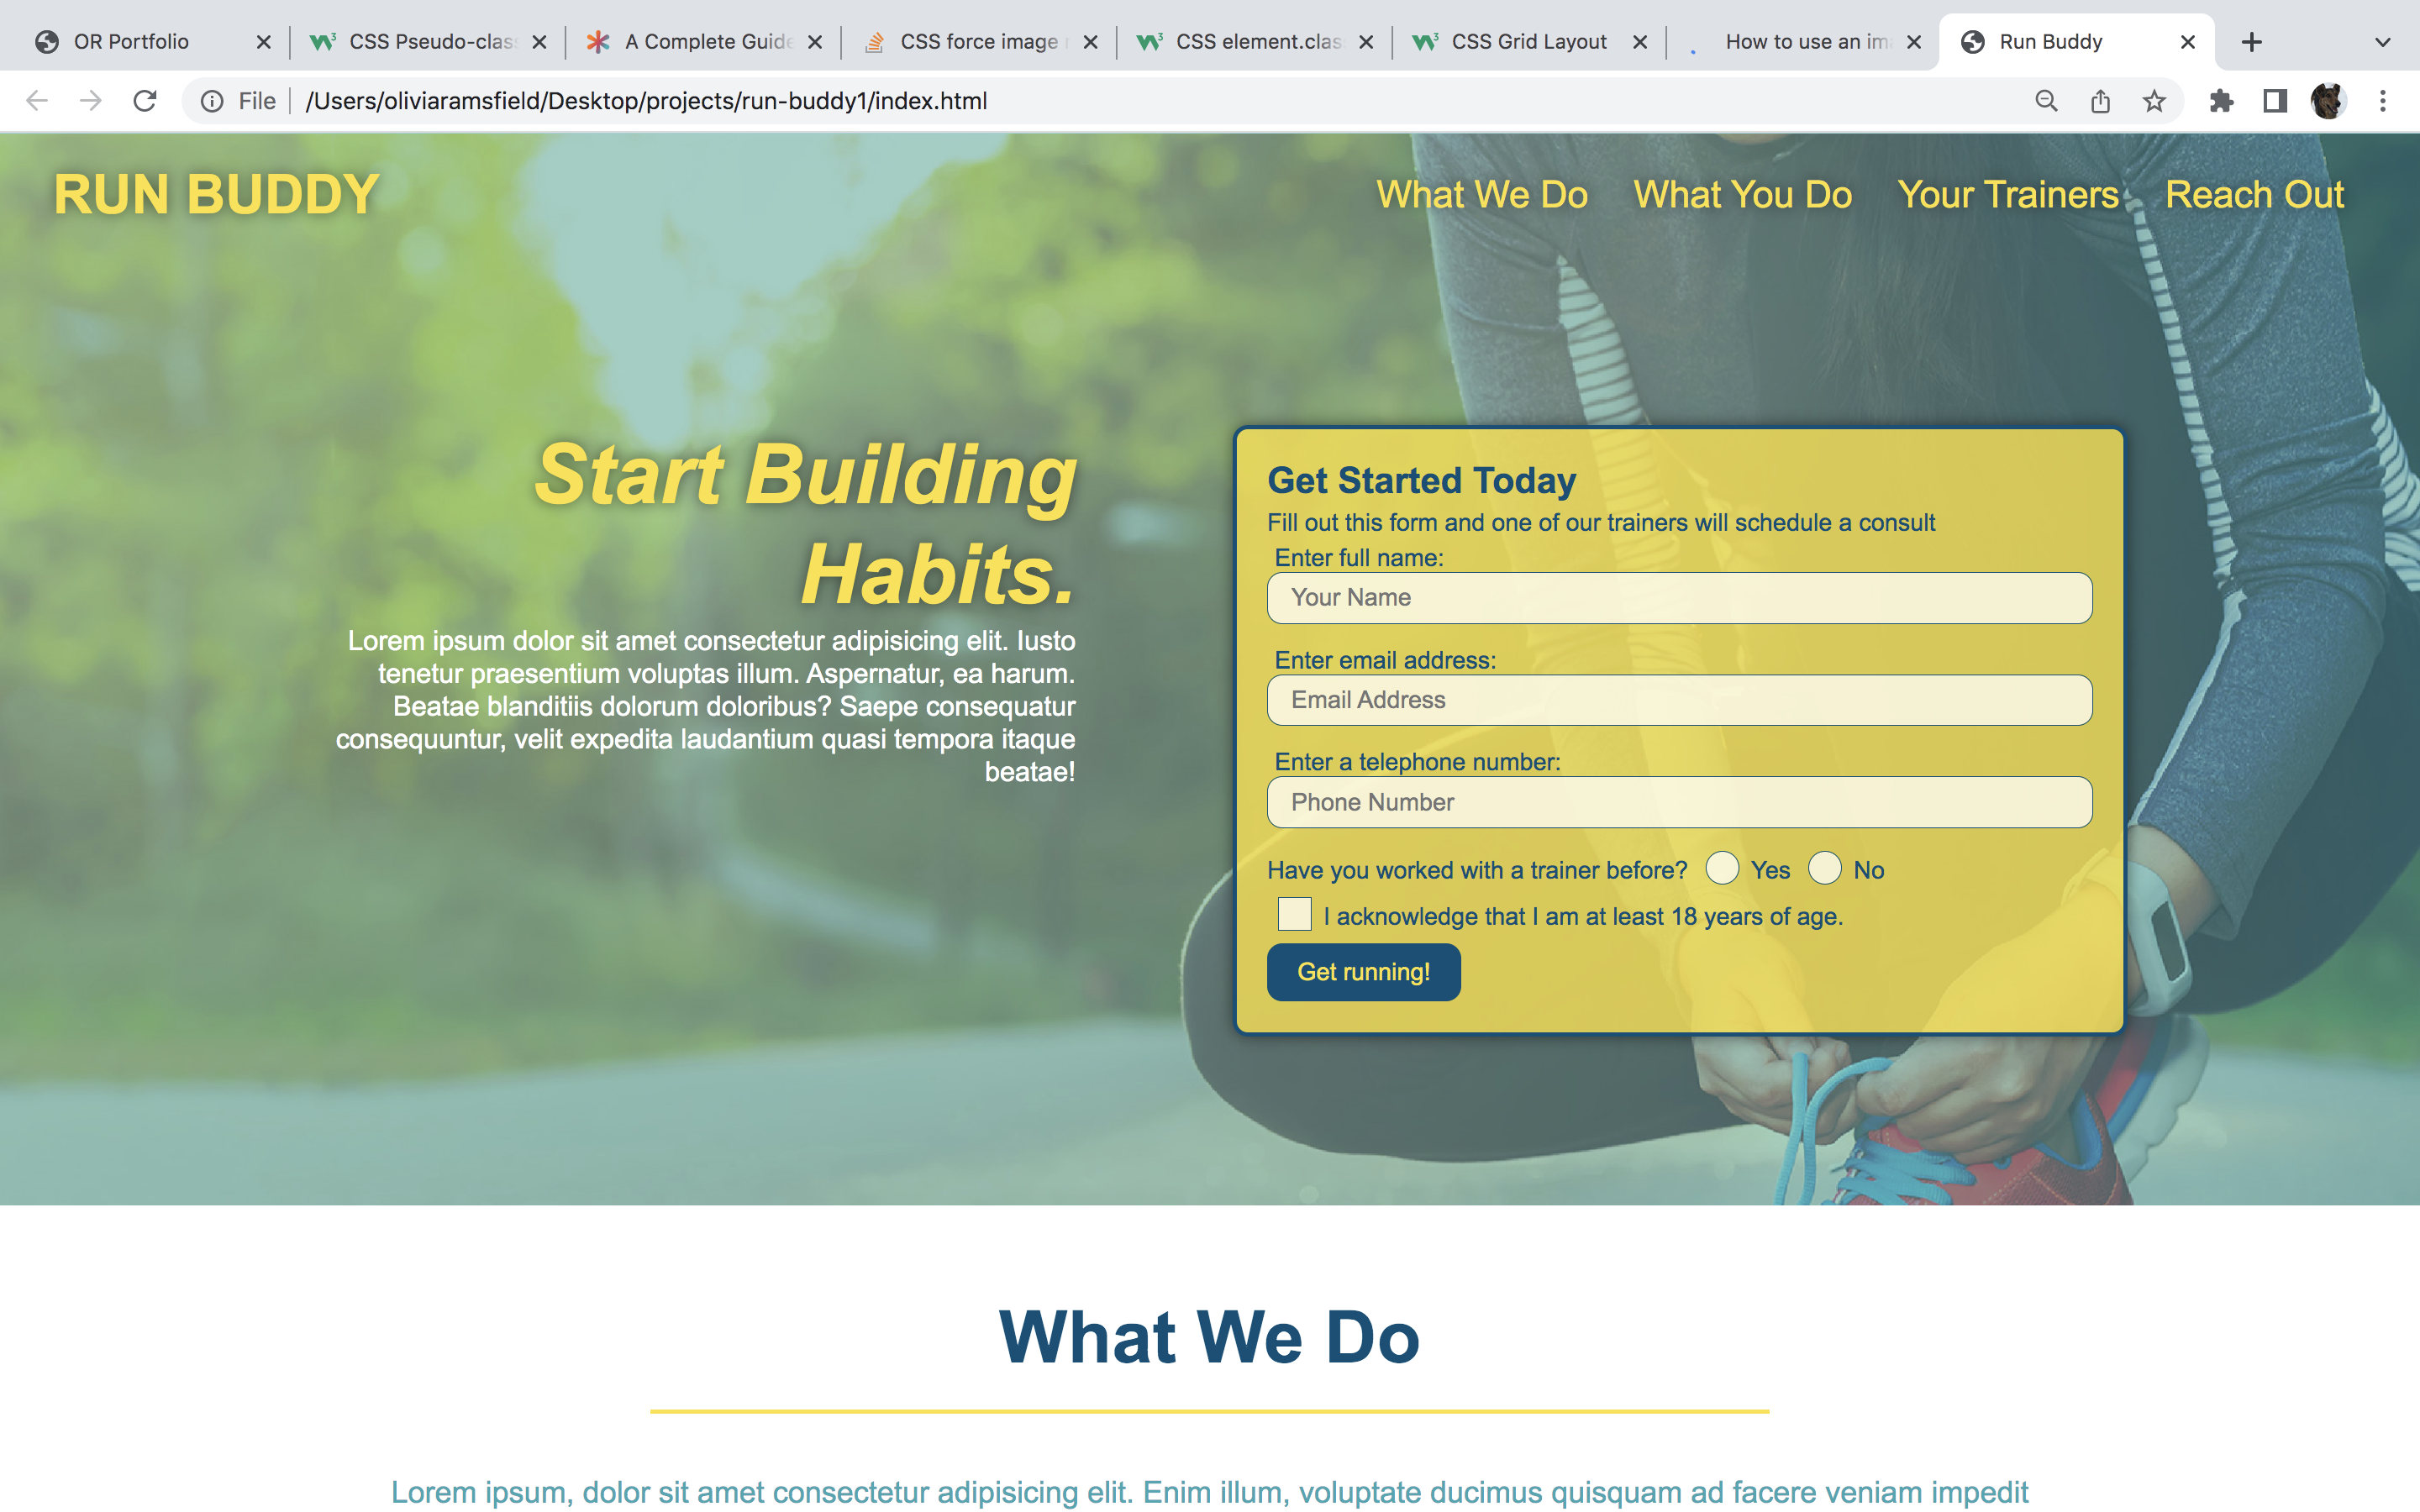 OR Portfolio
CSS Pseudo-clas
A Complete Guide
CSS force image
CSS element.clas
CSS Grid Layout
How to use an im
Run Buddy
File
/Users/oliviaramsfield/Desktop/projects/run-buddy1/index.html
RUN BUDDY
What We Do
What You Do
Your Trainers
Reach Out
Start Building
Habits.
Lorem ipsum dolor sit amet consectetur adipisicing elit. Iusto
tenetur praesentium voluptas illum. Aspernatur, ea harum.
Beatae blanditiis dolorum doloribus? Saepe consequatur
consequuntur, velit expedita laudantium quasi tempora itaque
beatae!
Get Started Today
Fill out this form and one of our trainers will schedule a consult
Enter full name:
Your Name
Enter email address:
Email Address
Enter a telephone number:
Phone Number
Have you worked with a trainer before? Yes No
I acknowledge that I am at least 18 years of age.
Get running!
What We Do
Lorem ipsum, dolor sit amet consectetur adipisicing elit. Enim illum, voluptate ducimus quisquam ad facere veniam impedit